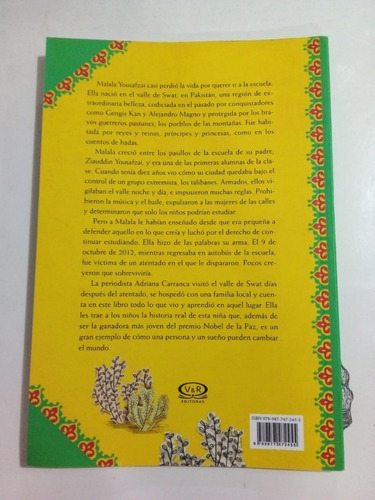 Malala Yousafzai casi perdió la vida por querer ir a la escuela.
Ella nació en el valle de Swat, en Pakistán, una región de ex-
traordinaria belleza, codiciada en el pasado por conquistadores
como Gengis Kan y Alejandro Magno y protegida por los bra-
vos guerreros pastunes, los pueblos de las montañas. Fue habi-
tada por reyes y reinas, príncipes y princesas, como en los
cuentos de hadas.
Malala creció entre los pasillos de la escuela de su padre,
Ziauddin Yousafzai, y era una de las primeras alumnas de la cla-
se. Cuando tenía diez años vio cómo su ciudad quedaba bajo el
control de un grupo extremista, los talibanes. Armados, ellos vi-
gilaban el valle noche y día, e impusieron muchas reglas. Prohi-
bieron la música y el baile, expulsaron a las mujeres de las calles
y determinaron que solo los niños podrían estudiar.
Pero a Malala le habían enseñado desde que era pequeña a
defender aquello en lo que creía y luchó por el derecho de con-
tinuar estudiando. Ella hizo de las palabras su arma. El 9 de
octubre de 2012, mientras regresaba en autobús de la escuela,
fue víctima de un atentado en el que le dispararon. Pocos cre-
yeron que sobreviviría.
La periodista Adriana Carranca visitó el valle de Swat días
después del atentado, se hospedó con una familia local y cuen-
ta en este libro todo lo que vio y aprendió en aquel lugar. Ella
les trae a los niños la historia real de esta niña que, además de
ser la ganadora más joven del premio Nobel de la Paz, es un
gran ejemplo de cómo una persona y un sueño pueden cambiar
el mundo.
V&R
EDITORAS